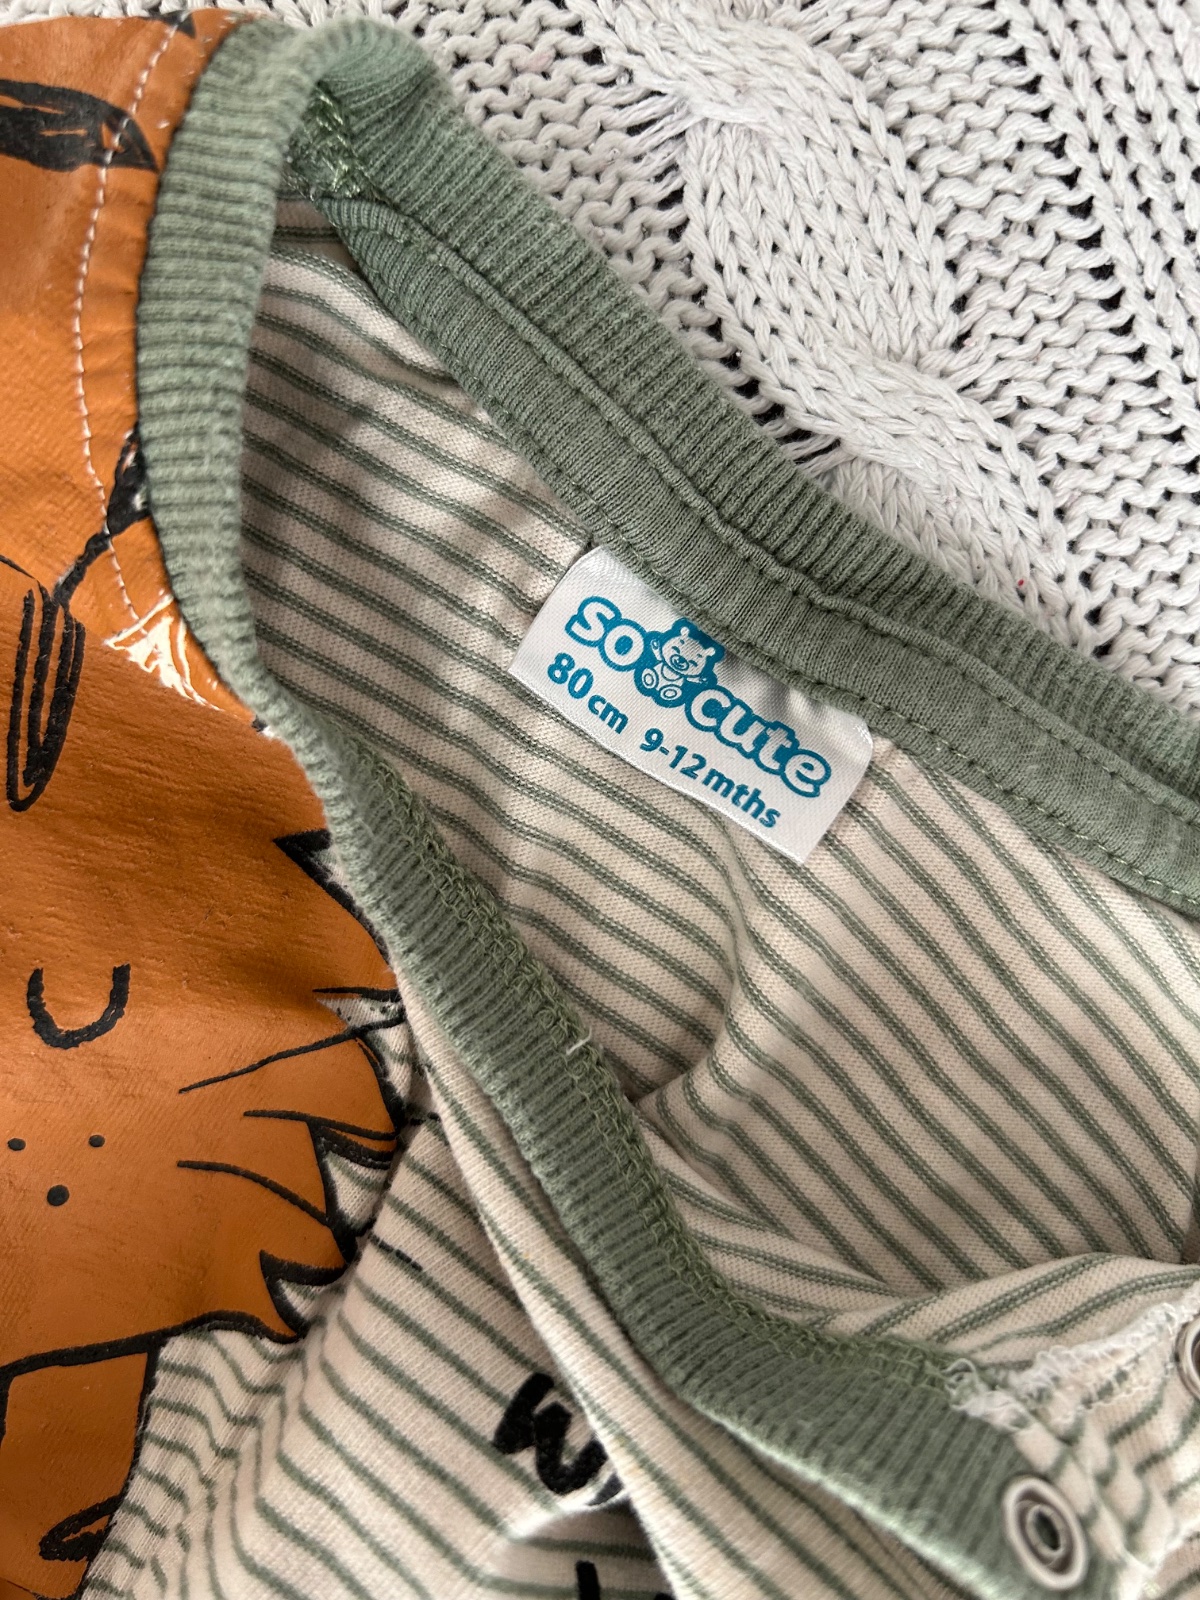 so cute
80 cm 9-12 mths